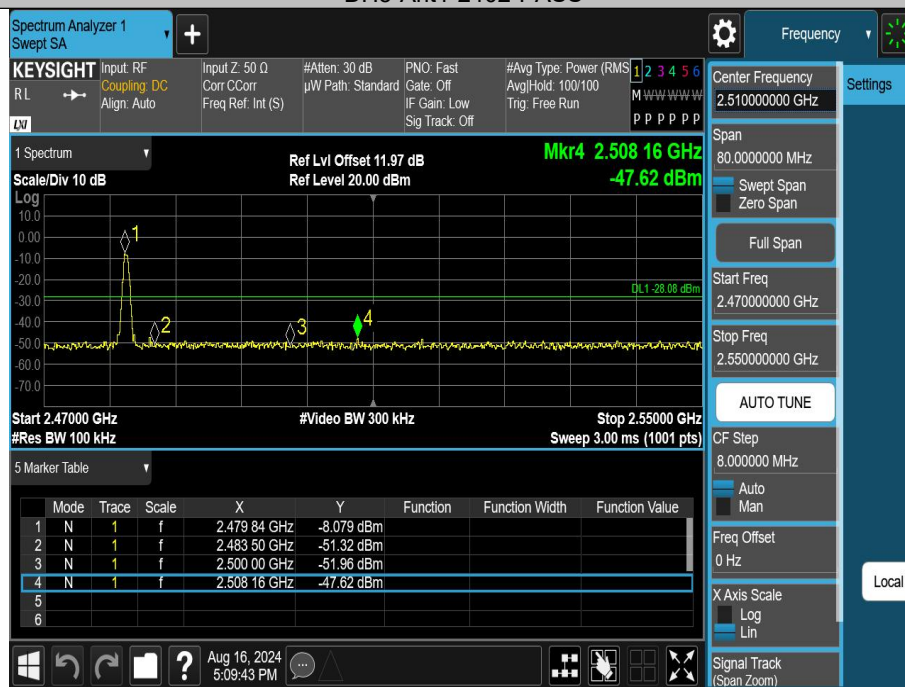 Spectrum Analyzer 1
Swept SA
Frequency
KEYSIGHT
RL
LXI
Input: RF
Coupling: DC
Align: Auto
Input Z: 50 Ω
Corr CCorr
Freq Ref: Int (S)
#Atten: 30 dB
µW Path: Standard
PNO: Fast
Gate: Off
IF Gain: Low
Sig Track: Off
#Avg Type: Power (RMS
Avg|Hold: 100/100
Trig: Free Run
1 2 3 4 5 6
M W W W W W
P P P P P P
1 Spectrum
Scale/Div 10 dB
Log
Ref Lvl Offset 11.97 dB
Ref Level 20.00 dBm
Mkr4 2.508 16 GHz
-47.62 dBm
10.0
0.00
-10.0
-20.0
-30.0
-40.0
-50.0
-60.0
-70.0
1
2
3
4
DL1 -28.08 dBm
Start 2.47000 GHz
#Video BW 300 kHz
Stop 2.55000 GHz
#Res BW 100 kHz
Sweep 3.00 ms (1001 pts)
5 Marker Table
Mode Trace Scale X Y Function Function Width Function Value
1 N 1 f 2.479 84 GHz -8.079 dBm
2 N 1 f 2.483 50 GHz -51.32 dBm
3 N 1 f 2.500 00 GHz -51.96 dBm
4 N 1 f 2.508 16 GHz -47.62 dBm
5
6
Aug 16, 2024
5:09:43 PM
Center Frequency
2.510000000 GHz
Span
80.0000000 MHz
Swept Span
Zero Span
Full Span
Start Freq
2.470000000 GHz
Stop Freq
2.550000000 GHz
AUTO TUNE
CF Step
8.000000 MHz
Auto
Man
Freq Offset
0 Hz
X Axis Scale
Log
Lin
Signal Track
(Span Zoom)
Settings
Local